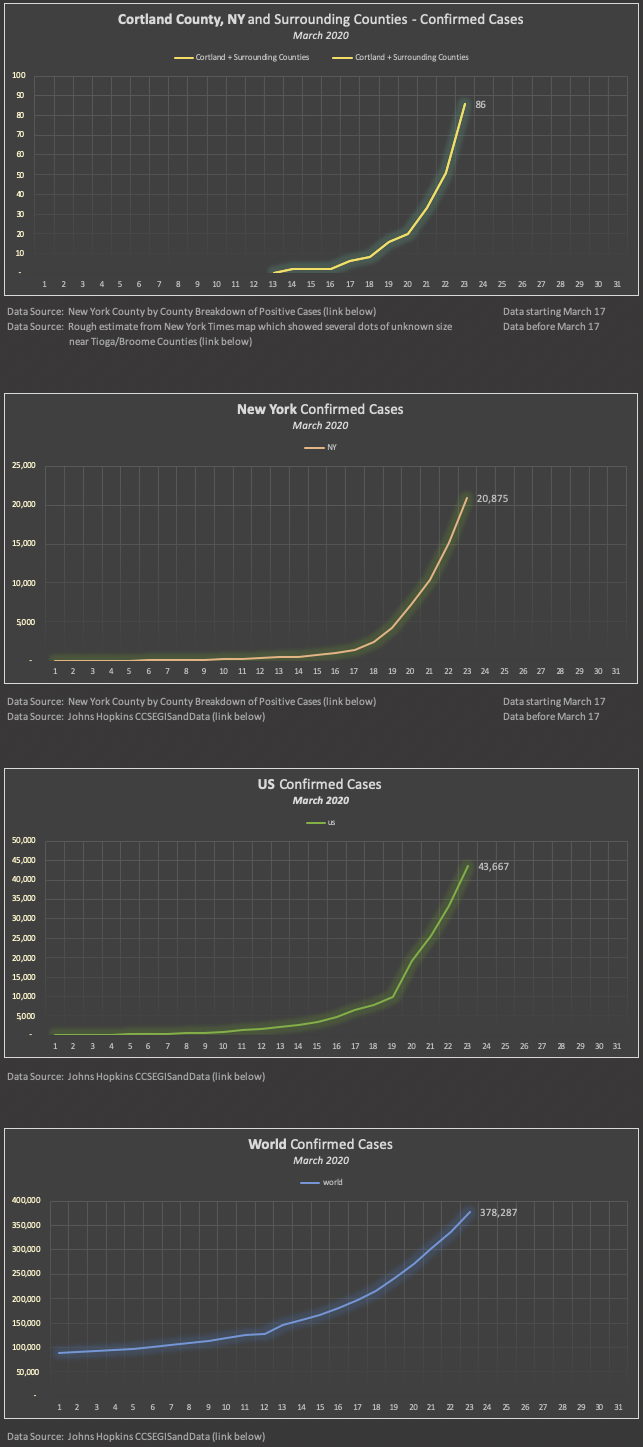 Cortland County, NY and Surrounding Counties - Confirmed Cases
March 2020
Cortland + Surrounding Counties Cortland + Surrounding Counties
100
90
80
70
60
50
40
30
20
10
-
86
1 2 3 4 5 6 7 8 9 10 11 12 13 14 15 16 17 18 19 20 21 22 23 24 25 26 27 28 29 30 31
Data Source: New York County by County Breakdown of Positive Cases (link below) Data starting March 17
Data Source: Rough estimate from New York Times map which showed several dots of unknown size Data before March 17
near Tioga/Broome Counties (link below)
New York Confirmed Cases
March 2020
NY
25,000
20,000
15,000
10,000
5,000
-
20,875
1 2 3 4 5 6 7 8 9 10 11 12 13 14 15 16 17 18 19 20 21 22 23 24 25 26 27 28 29 30 31
Data Source: New York County by County Breakdown of Positive Cases (link below) Data starting March 17
Data Source: Johns Hopkins CCSEGISandData (link below) Data before March 17
US Confirmed Cases
March 2020
us
50,000
45,000
40,000
35,000
30,000
25,000
20,000
15,000
10,000
5,000
-
43,667
1 2 3 4 5 6 7 8 9 10 11 12 13 14 15 16 17 18 19 20 21 22 23 24 25 26 27 28 29 30 31
Data Source: Johns Hopkins CCSEGISandData (link below)
World Confirmed Cases
March 2020
world
400,000
350,000
300,000
250,000
200,000
150,000
100,000
50,000
-
378,287
1 2 3 4 5 6 7 8 9 10 11 12 13 14 15 16 17 18 19 20 21 22 23 24 25 26 27 28 29 30 31
Data Source: Johns Hopkins CCSEGISandData (link below)